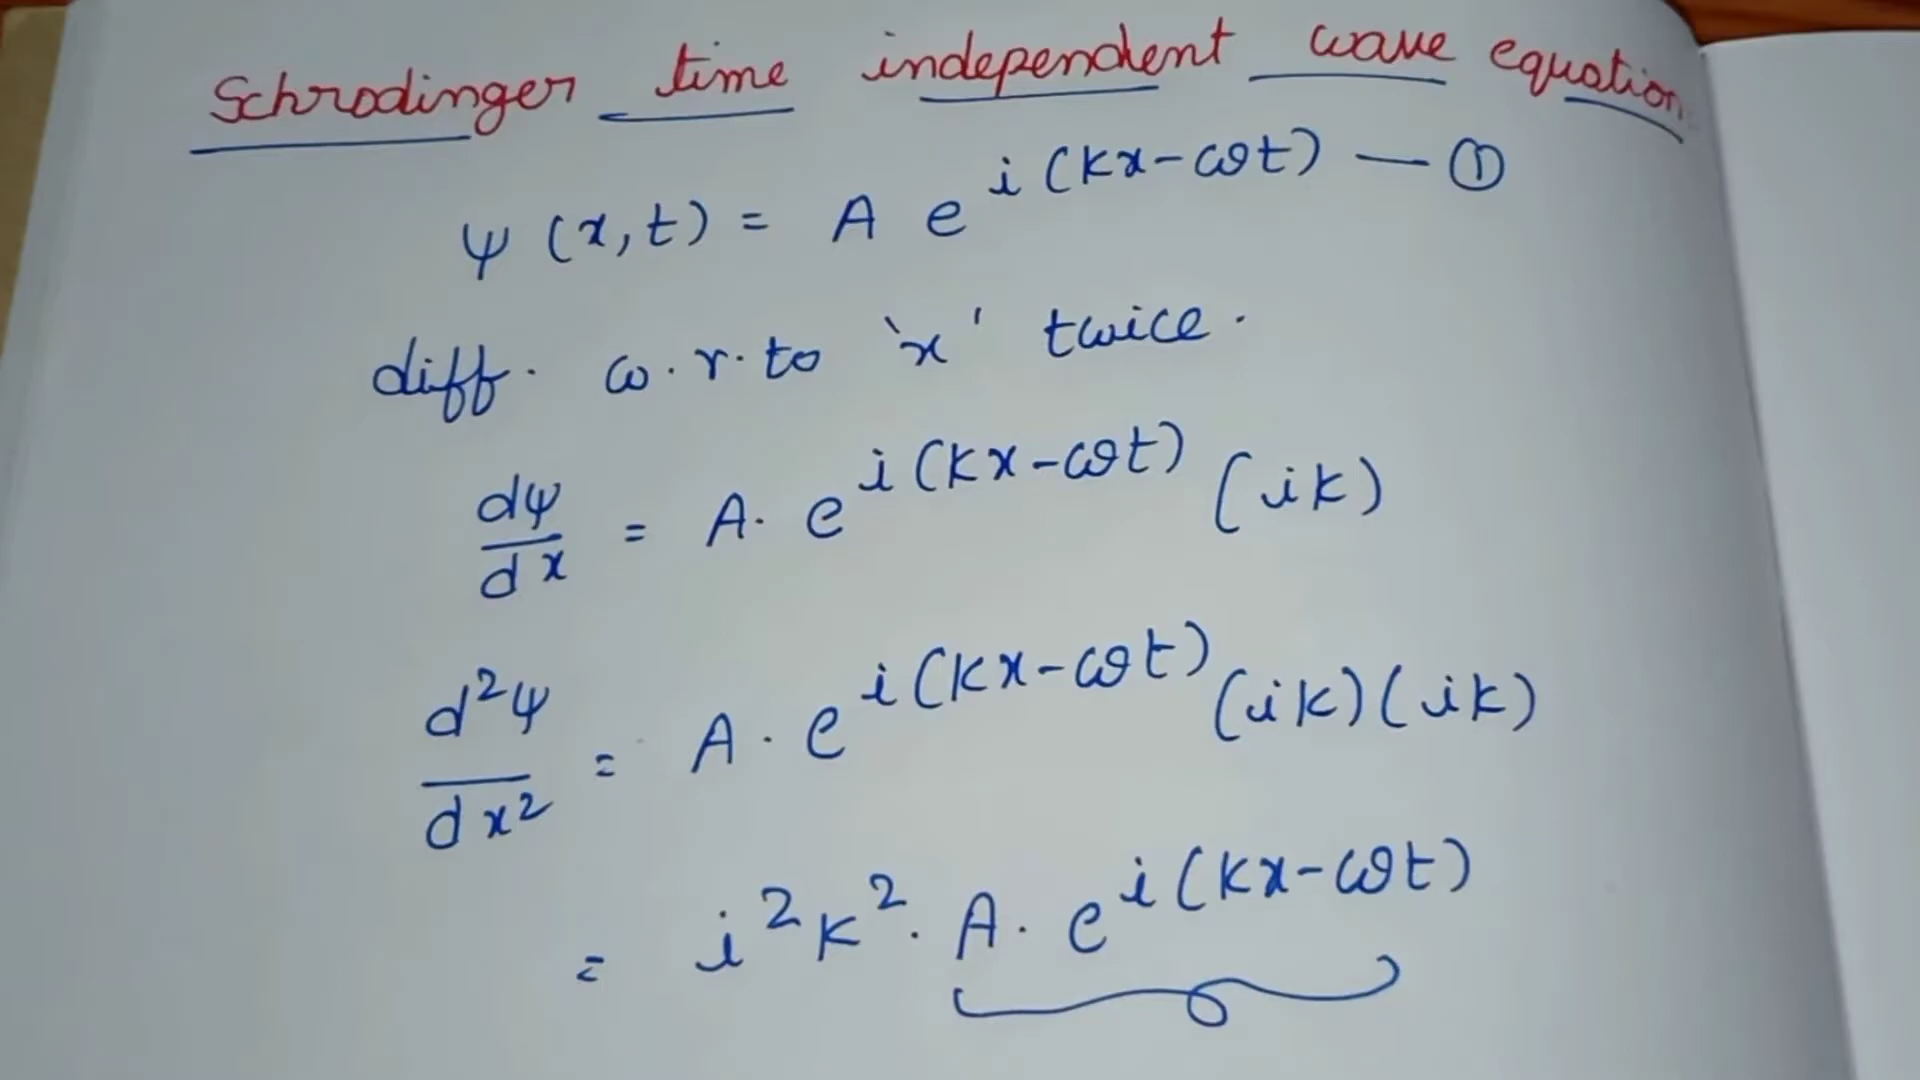 Schrodinger time independent wave equation
ψ (x,t) = A e^{i(kx-ωt)} — ①
diff. w.r.to 'x' twice.
dψ/dx = A. e^{i(kx-ωt)} (ik)
d²ψ/dx² = A. e^{i(kx-ωt)} (ik)(ik)
= i²k². A. e^{i(kx-ωt)}